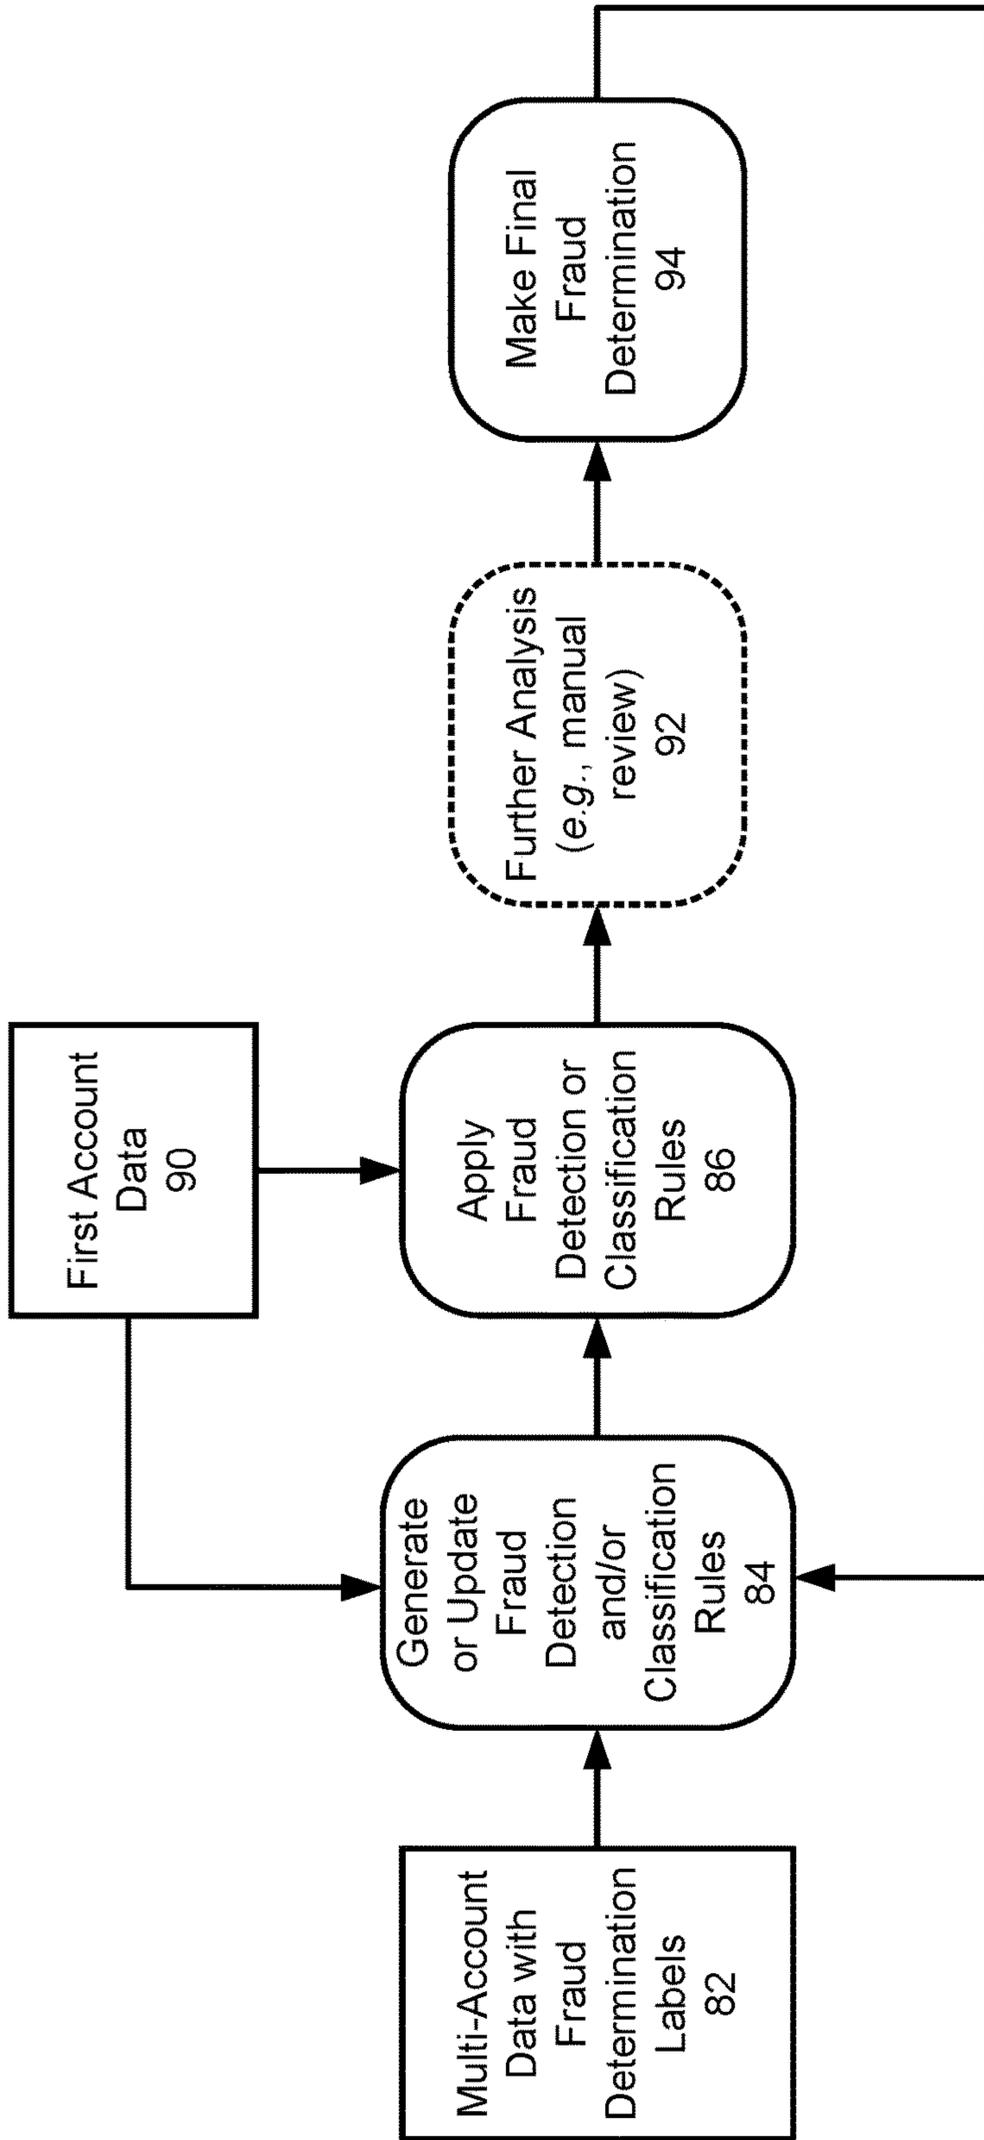 First Account
Data
90
Multi-Account
Data with
Fraud
Determination
Labels
82
Generate
or Update
Fraud
Detection
and/or
Classification
Rules
84
Apply
Fraud
Detection or
Classification
Rules
86
Further Analysis
(e.g., manual
review)
92
Make Final
Fraud
Determination
94